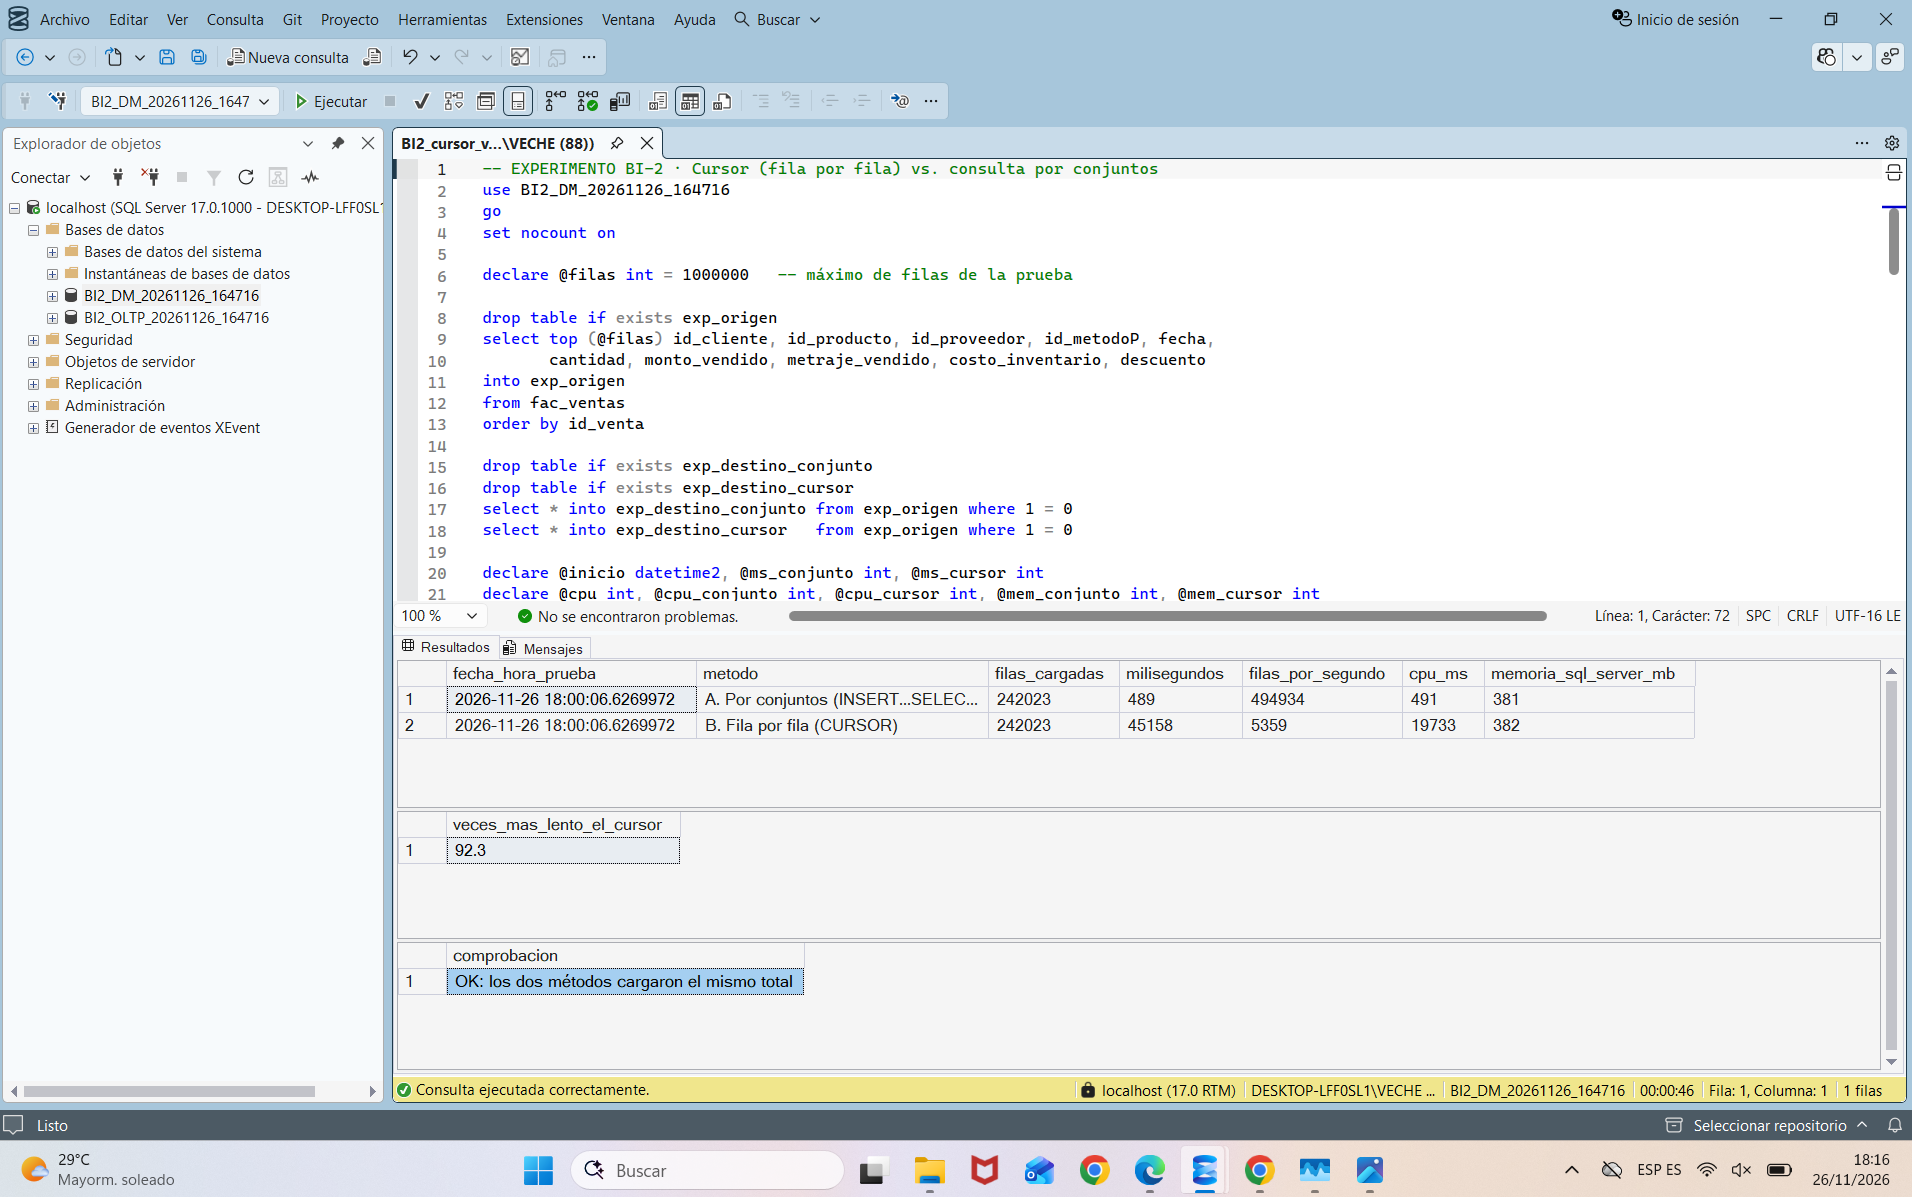 Archivo Editar Ver Consulta Git Proyecto Herramientas Extensiones Ventana Ayuda Buscar Inicio de sesión
Nueva consulta
BI2_DM_20261126_1647 Ejecutar
Explorador de objetos
Conectar
localhost (SQL Server 17.0.1000 - DESKTOP-LFF0SL1
Bases de datos
Bases de datos del sistema
Instantáneas de bases de datos
BI2_DM_20261126_164716
BI2_OLTP_20261126_164716
Seguridad
Objetos de servidor
Replicación
Administración
Generador de eventos XEvent
BI2_cursor_v...\VECHE (88))
1 -- EXPERIMENTO BI-2 · Cursor (fila por fila) vs. consulta por conjuntos
2 use BI2_DM_20261126_164716
3 go
4 set nocount on
5
6 declare @filas int = 1000000 -- máximo de filas de la prueba
7
8 drop table if exists exp_origen
9 select top (@filas) id_cliente, id_producto, id_proveedor, id_metodoP, fecha,
10 cantidad, monto_vendido, metraje_vendido, costo_inventario, descuento
11 into exp_origen
12 from fac_ventas
13 order by id_venta
14
15 drop table if exists exp_destino_conjunto
16 drop table if exists exp_destino_cursor
17 select * into exp_destino_conjunto from exp_origen where 1 = 0
18 select * into exp_destino_cursor from exp_origen where 1 = 0
19
20 declare @inicio datetime2, @ms_conjunto int, @ms_cursor int
21 declare @cpu int, @cpu_conjunto int, @cpu_cursor int, @mem_conjunto int, @mem_cursor int
100 % No se encontraron problemas. Línea: 1, Carácter: 72 SPC CRLF UTF-16 LE
Resultados Mensajes
fecha_hora_prueba metodo filas_cargadas milisegundos filas_por_segundo cpu_ms memoria_sql_server_mb
1 2026-11-26 18:00:06.6269972 A. Por conjuntos (INSERT...SELEC... 242023 489 494934 491 381
2 2026-11-26 18:00:06.6269972 B. Fila por fila (CURSOR) 242023 45158 5359 19733 382
veces_mas_lento_el_cursor
1 92.3
comprobacion
1 OK: los dos métodos cargaron el mismo total
Consulta ejecutada correctamente. localhost (17.0 RTM) DESKTOP-LFF0SL1\VECHE ... BI2_DM_20261126_164716 00:00:46 Fila: 1, Columna: 1 1 filas
Listo Seleccionar repositorio
29°C
Mayorm. soleado
Buscar
ESP ES
18:16
26/11/2026